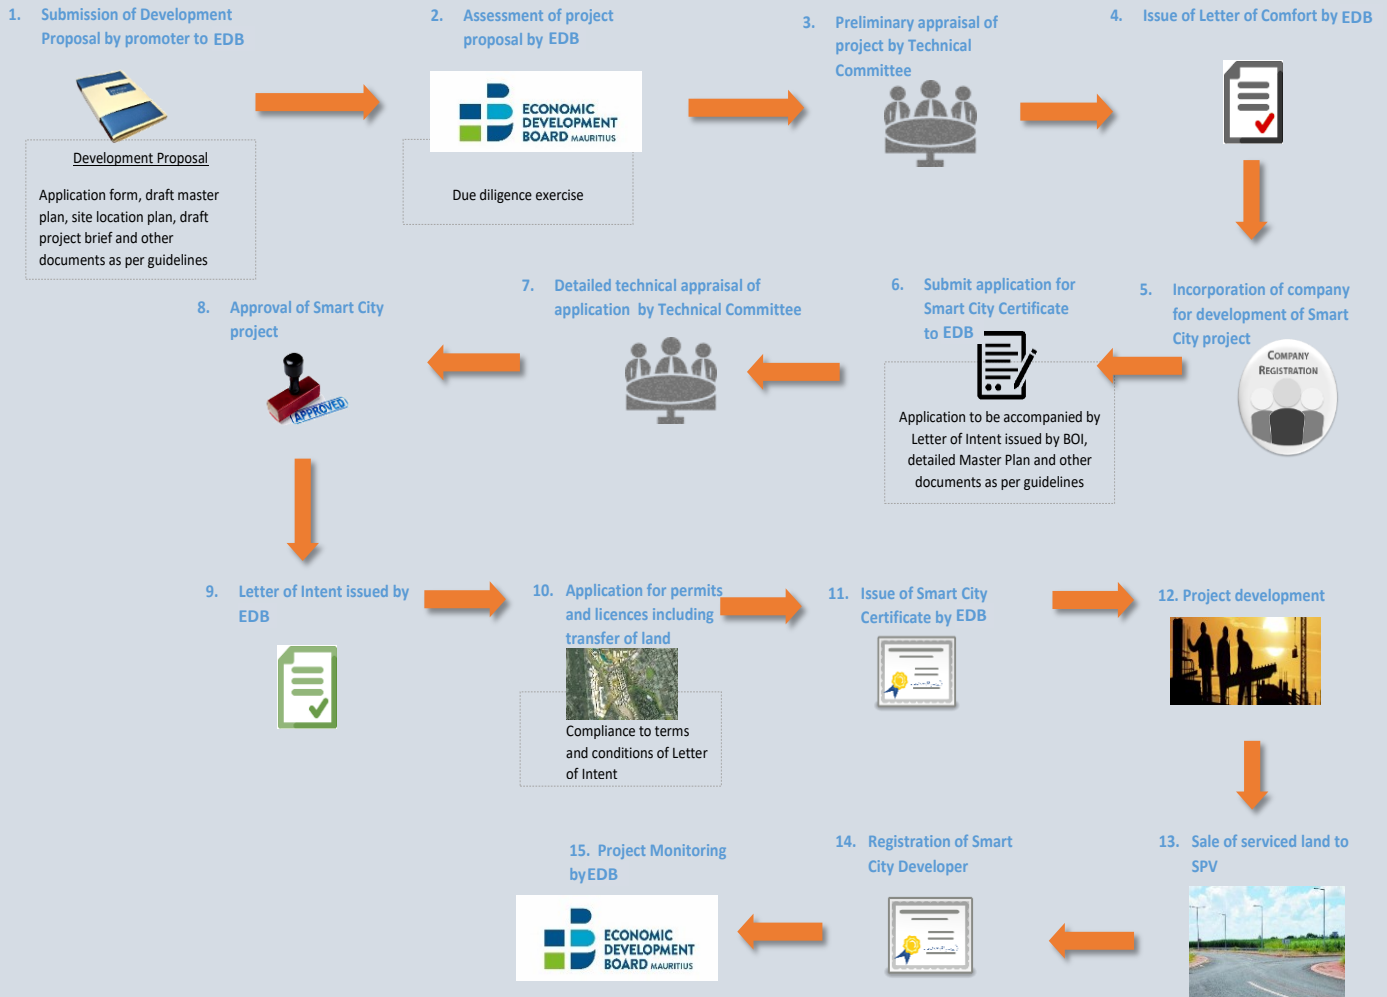 1. Submission of Development
Proposal by promoter to EDB
Development Proposal
Application form, draft master
plan, site location plan, draft
project brief and other
documents as per guidelines
2. Assessment of project
proposal by EDB
ECONOMIC
DEVELOPMENT
BOARD MAURITIUS
Due diligence exercise
3. Preliminary appraisal of
project by Technical
Committee
4. Issue of Letter of Comfort by EDB
5. Incorporation of company
for development of Smart
City project
COMPANY
REGISTRATION
6. Submit application for
Smart City Certificate
to EDB
Application to be accompanied by
Letter of Intent issued by BOI,
detailed Master Plan and other
documents as per guidelines
7. Detailed technical appraisal of
application by Technical Committee
8. Approval of Smart City
project
APPROVED
9. Letter of Intent issued by
EDB
10. Application for permits
and licences including
transfer of land
Compliance to terms
and conditions of Letter
of Intent
11. Issue of Smart City
Certificate by EDB
12. Project development
13. Sale of serviced land to
SPV
14. Registration of Smart
City Developer
15. Project Monitoring
by EDB
ECONOMIC
DEVELOPMENT
BOARD MAURITIUS